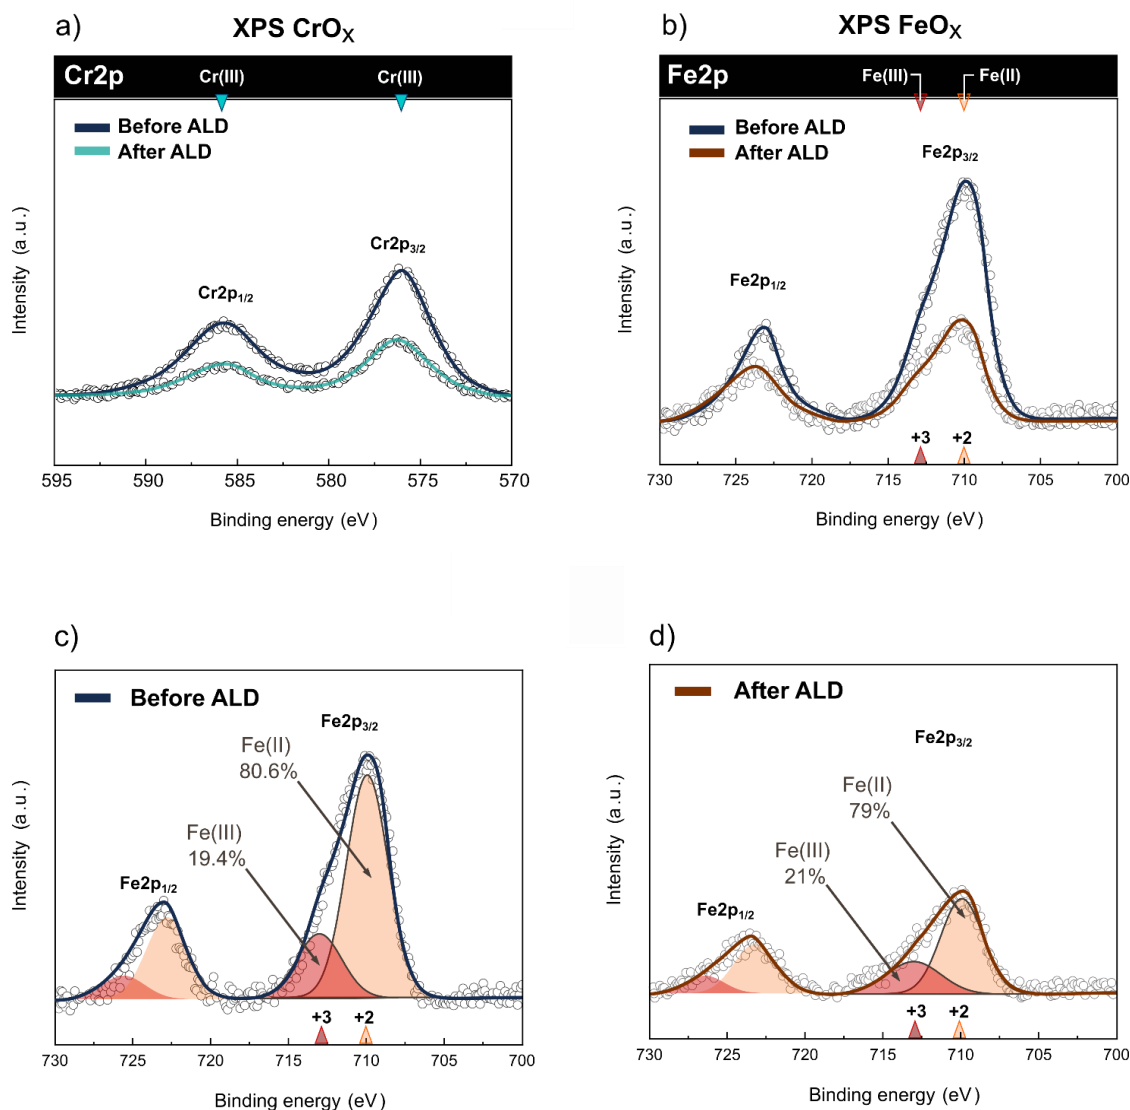 a)
XPS CrOₓ
Cr2p
Cr(III)
Cr(III)
Before ALD
After ALD
Cr2p₃/₂
Cr2p₁/₂
Intensity (a.u.)
595 590 585 580 575 570
Binding energy (eV)
b)
XPS FeOₓ
Fe2p
Fe(III)
Fe(II)
Before ALD
After ALD
Fe2p₃/₂
Fe2p₁/₂
+3
+2
Intensity (a.u.)
730 725 720 715 710 705 700
Binding energy (eV)
c)
Before ALD
Fe2p₃/₂
Fe(II)
80.6%
Fe(III)
19.4%
Fe2p₁/₂
+3
+2
Intensity (a.u.)
730 725 720 715 710 705 700
Binding energy (eV)
d)
After ALD
Fe2p₃/₂
Fe(II)
79%
Fe(III)
21%
Fe2p₁/₂
+3
+2
Intensity (a.u.)
730 725 720 715 710 705 700
Binding energy (eV)